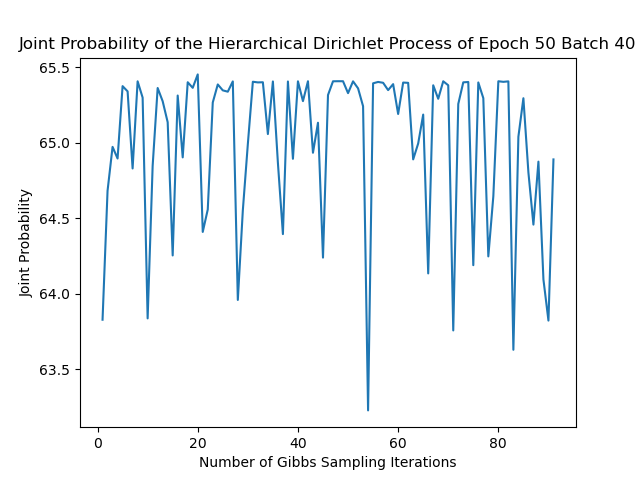 Joint Probability of the Hierarchical Dirichlet Process of Epoch 50 Batch 40
65.5
65.0
64.5
64.0
63.5
Joint Probability
0 20 40 60 80
Number of Gibbs Sampling Iterations